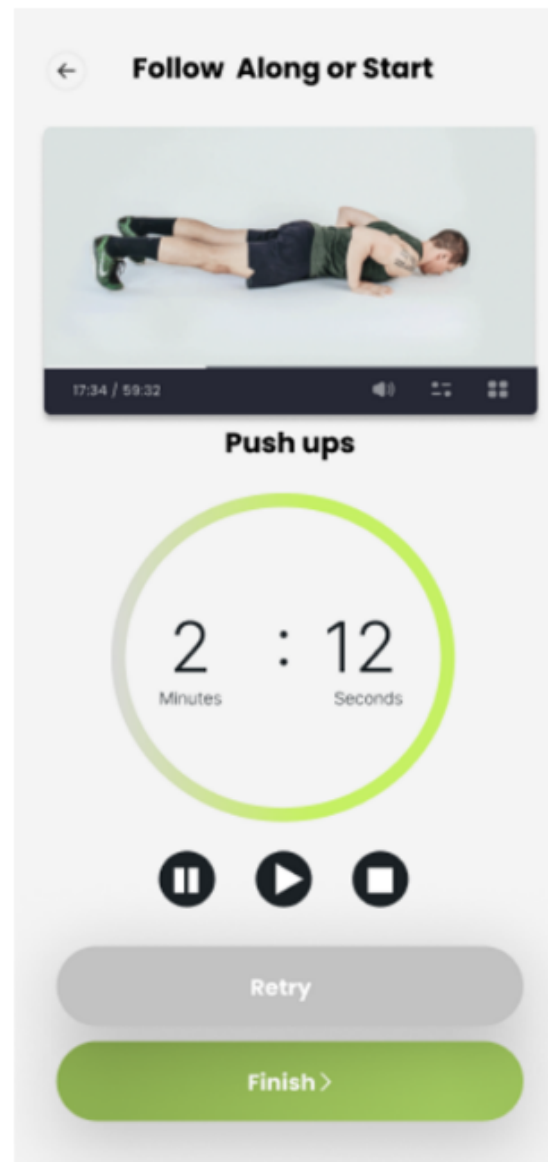 Follow Along or Start
17:34 / 59:32
Push ups
2 : 12
Minutes Seconds
Retry
Finish >